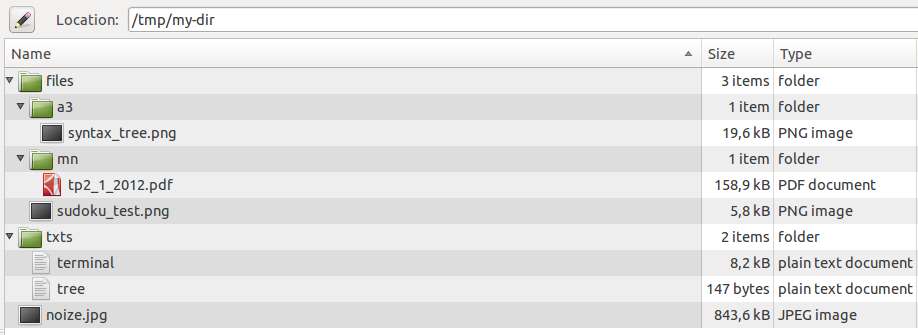 Location: /tmp/my-dir
Name Size Type
files 3 items folder
a3 1 item folder
syntax_tree.png 19,6 kB PNG image
mn 1 item folder
tp2_1_2012.pdf 158,9 kB PDF document
sudoku_test.png 5,8 kB PNG image
txts 2 items folder
terminal 8,2 kB plain text document
tree 147 bytes plain text document
noize.jpg 843,6 kB JPEG image